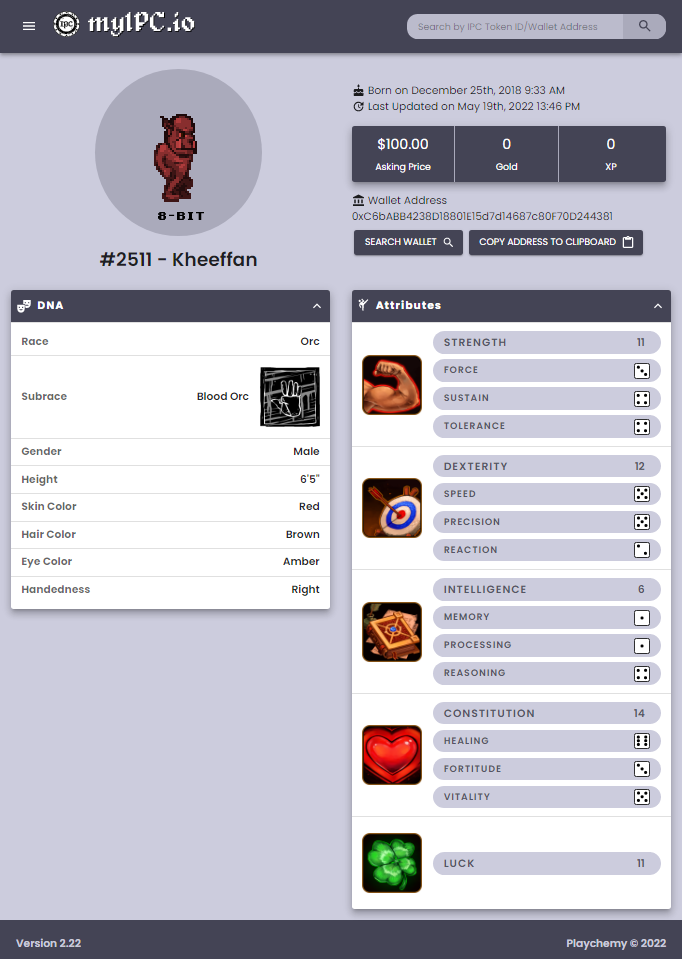 IPC myIPC.io
Search by IPC Token ID/Wallet Address
8-BIT
#2511 - Kheeffan
Born on December 25th, 2018 9:33 AM
Last Updated on May 19th, 2022 13:46 PM
$100.00 0 0
Asking Price Gold XP
Wallet Address
0xC6bABB4238D18801E15d7d14687c80F70D244381
SEARCH WALLET COPY ADDRESS TO CLIPBOARD
DNA
Race Orc
Subrace Blood Orc
Gender Male
Height 6'5"
Skin Color Red
Hair Color Brown
Eye Color Amber
Handedness Right
Attributes
STRENGTH 11
FORCE
SUSTAIN
TOLERANCE
DEXTERITY 12
SPEED
PRECISION
REACTION
INTELLIGENCE 6
MEMORY
PROCESSING
REASONING
CONSTITUTION 14
HEALING
FORTITUDE
VITALITY
LUCK 11
Version 2.22 Playchemy © 2022